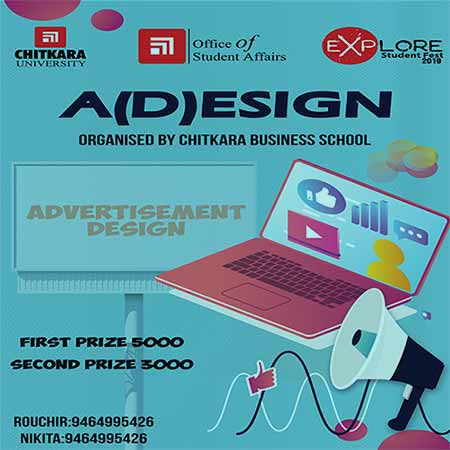 CHITKARA
UNIVERSITY
Office of
Student Affairs
EXPLORE
Student Fest
2019
A(D)ESIGN
ORGANISED BY CHITKARA BUSINESS SCHOOL
ADVERTISEMENT
DESIGN
FIRST PRIZE 5000
SECOND PRIZE 3000
ROUCHIR:9464995426
NIKITA:9464995426